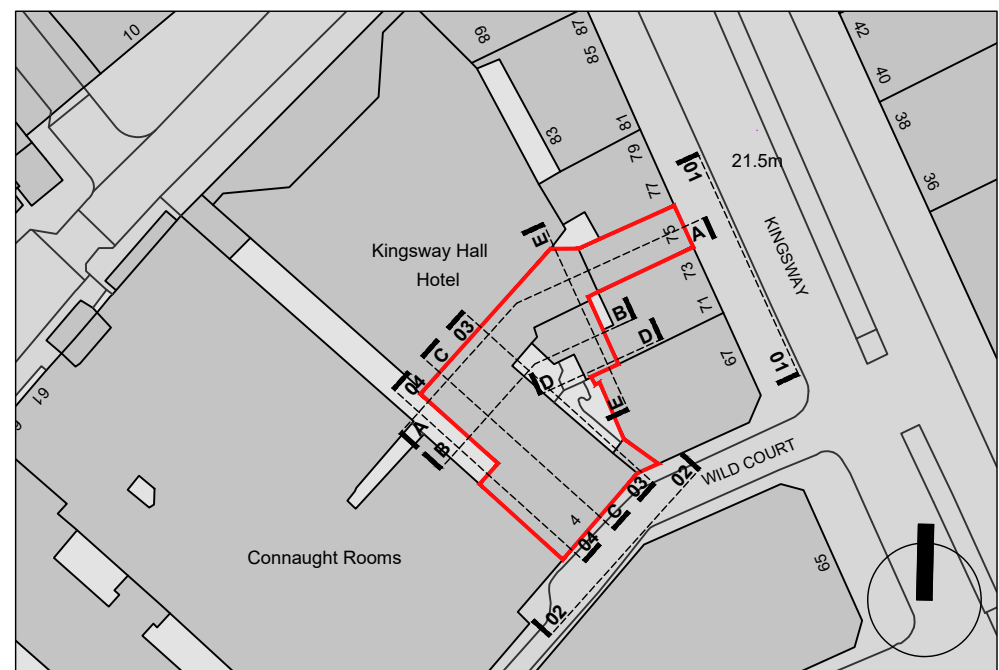 10
89
87
85
83
81
79
77
75
73
71
67
42
40
38
36
21.5m
KINGSWAY
01
01
A
E
B
D
D
E
Kingsway Hall
Hotel
03
C
04
A
B
61
02
WILD COURT
03
C
4
04
02
65
Connaught Rooms